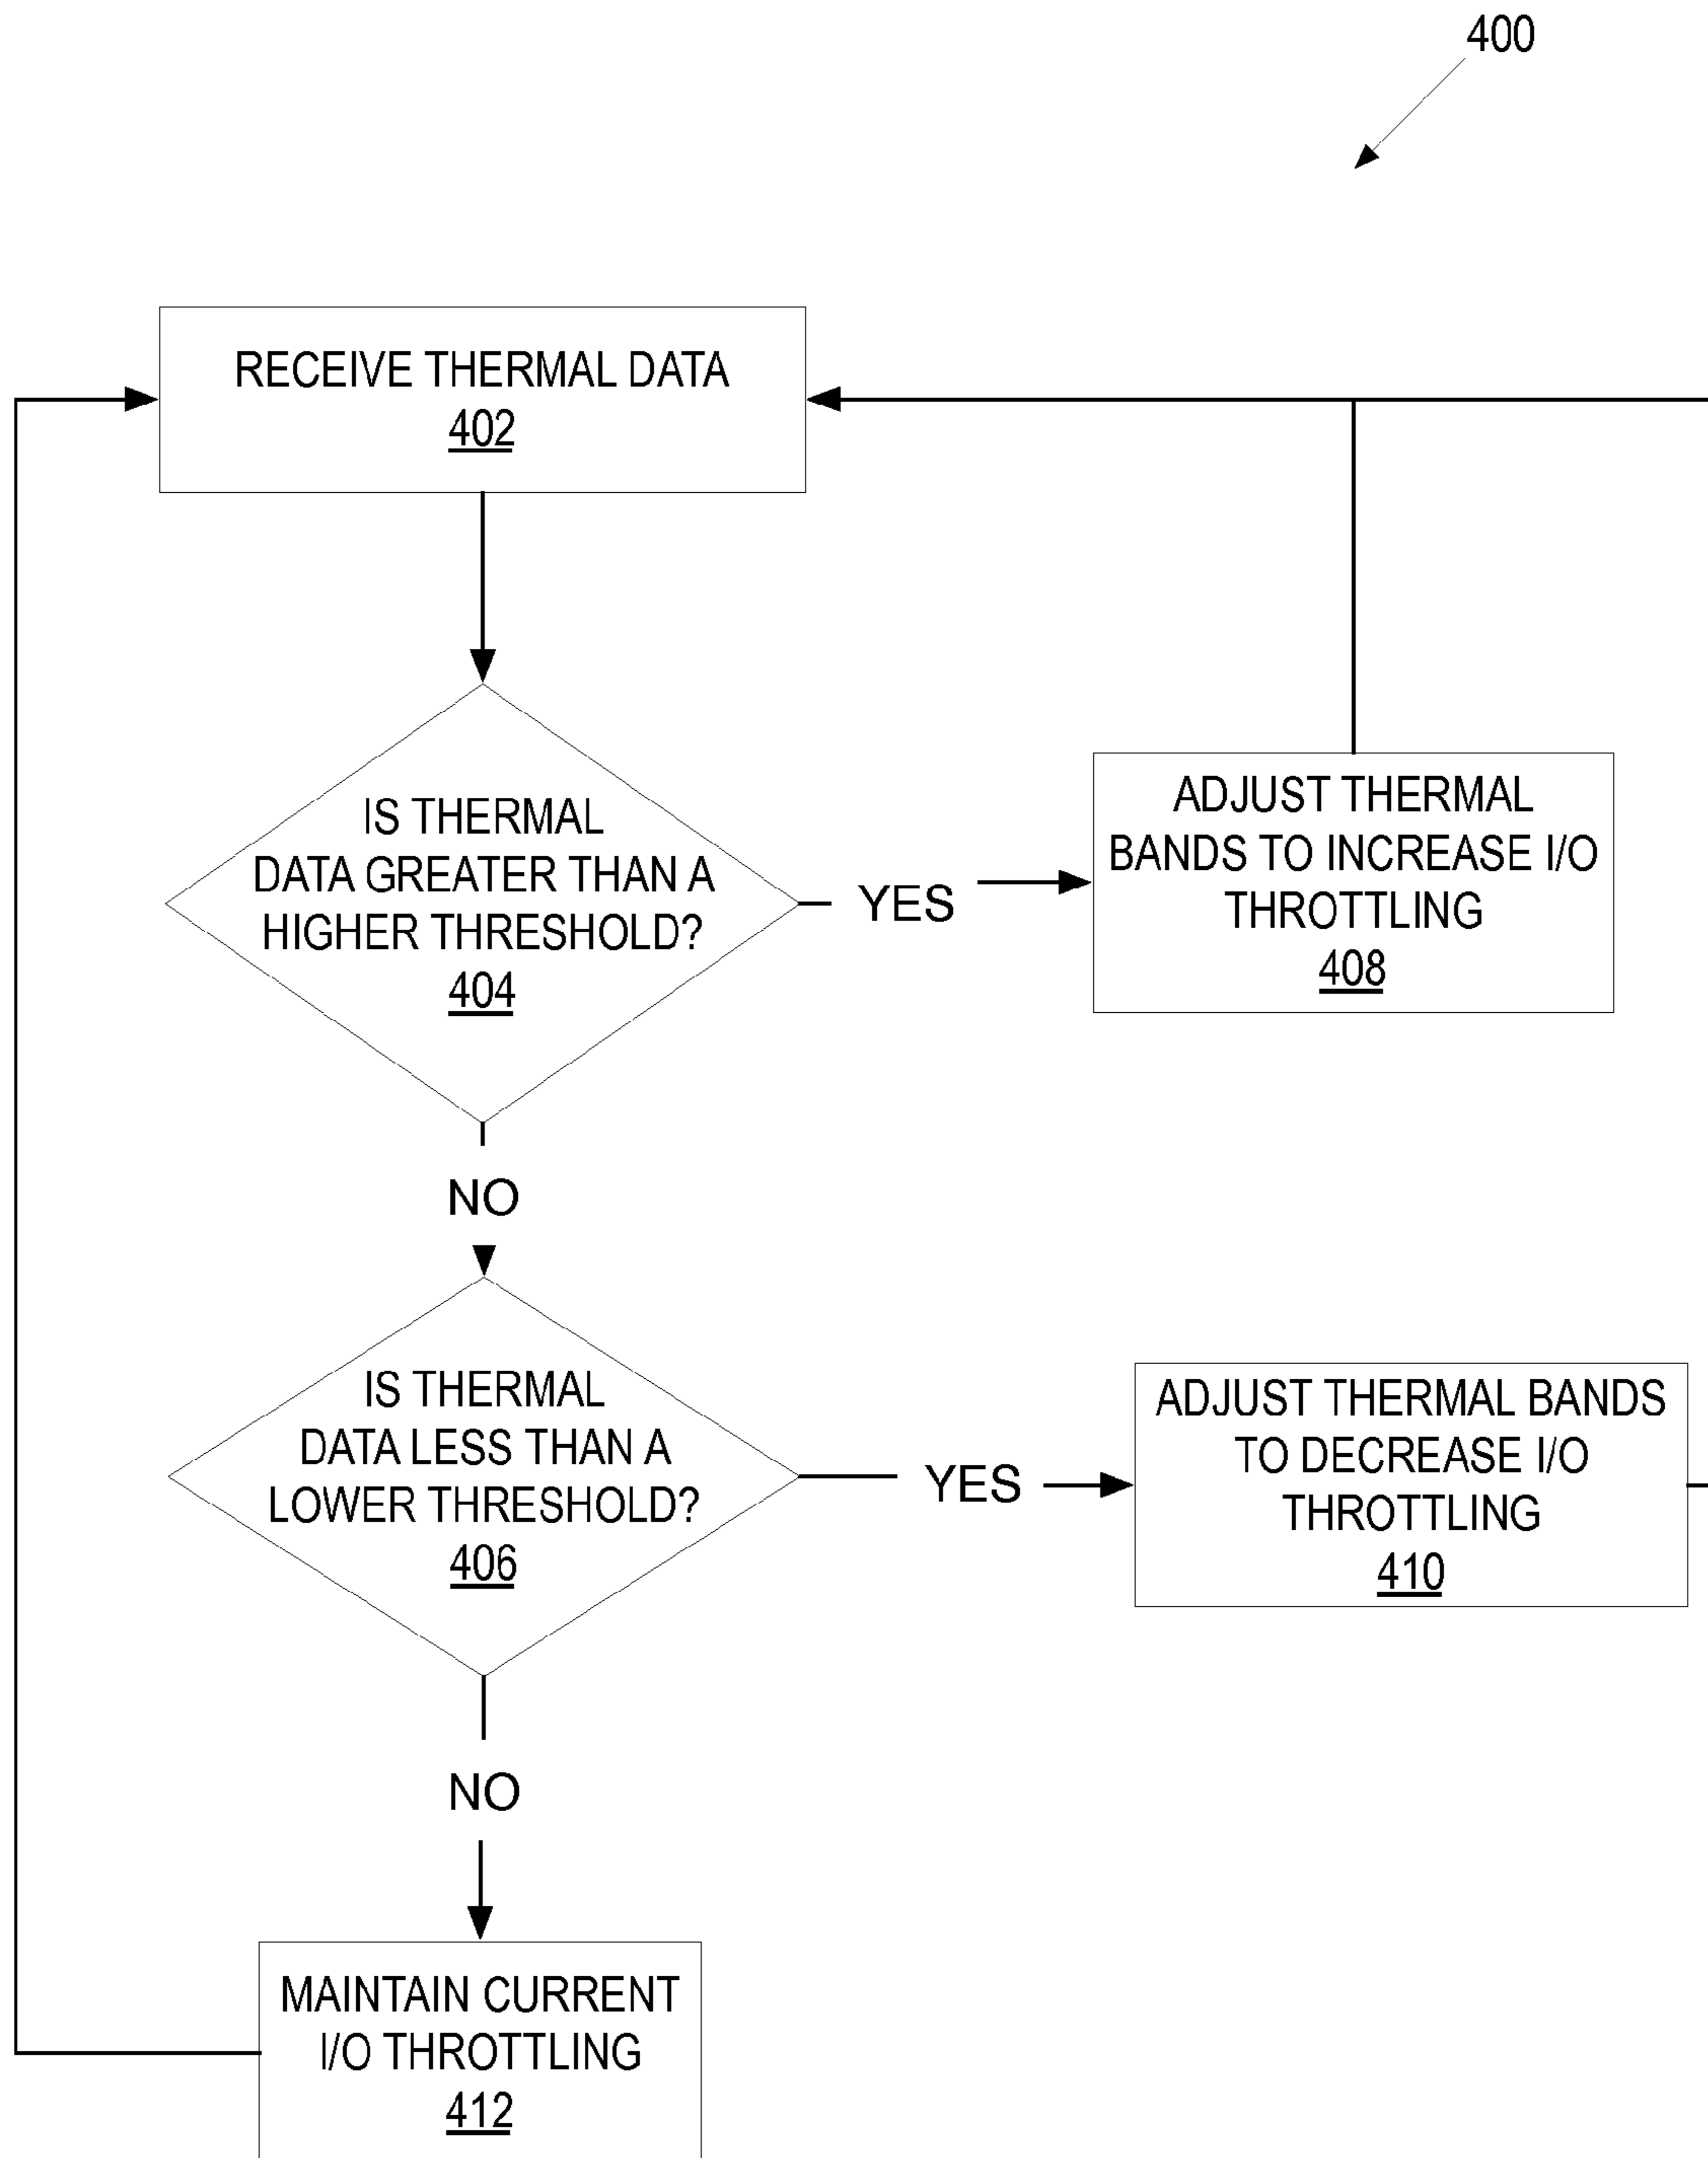 400
RECEIVE THERMAL DATA
402
IS THERMAL
DATA GREATER THAN A
HIGHER THRESHOLD?
404
YES
ADJUST THERMAL
BANDS TO INCREASE I/O
THROTTLING
408
NO
IS THERMAL
DATA LESS THAN A
LOWER THRESHOLD?
406
YES
ADJUST THERMAL BANDS
TO DECREASE I/O
THROTTLING
410
NO
MAINTAIN CURRENT
I/O THROTTLING
412